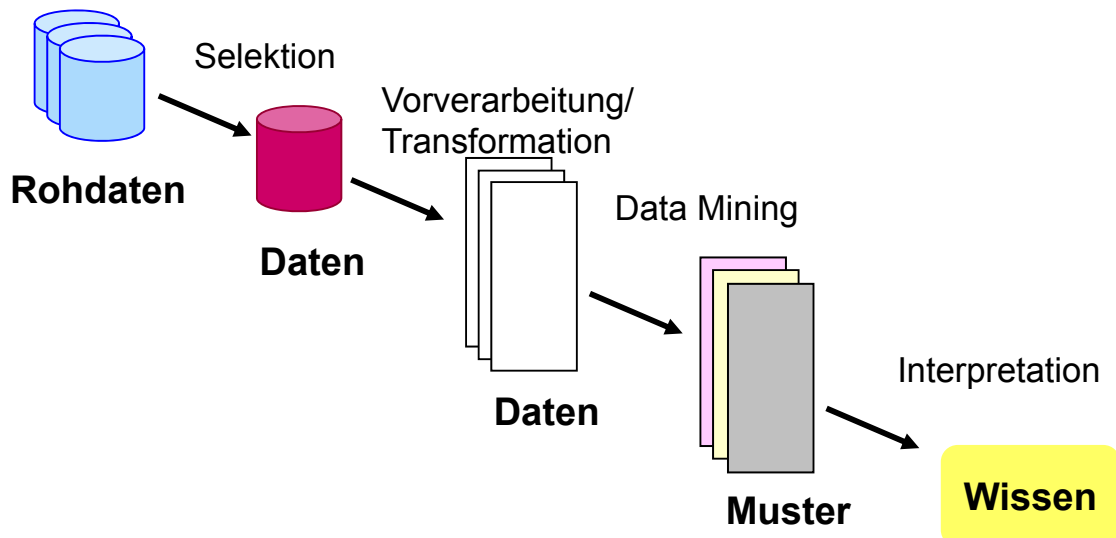 Selektion
Rohdaten
Vorverarbeitung/
Transformation
Daten
Data Mining
Daten
Interpretation
Muster
Wissen